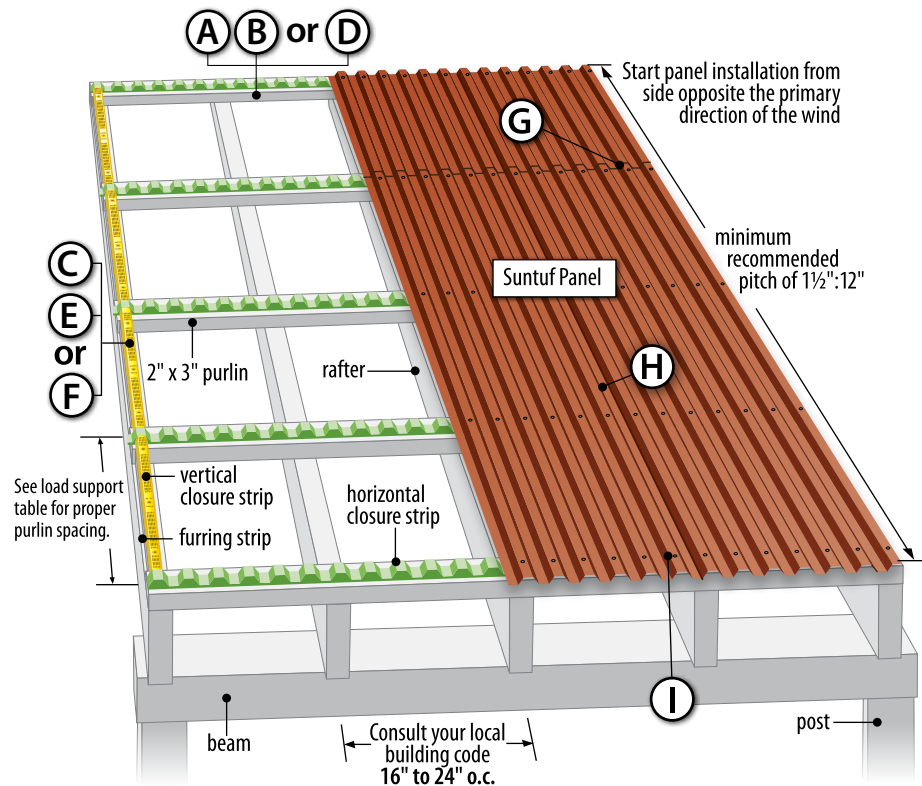 A B or D
Start panel installation from
side opposite the primary
direction of the wind
G
minimum
recommended
pitch of 1½":12"
C
E
or
F
Suntuf Panel
2" x 3" purlin
rafter
H
See load support
table for proper
purlin spacing.
vertical
closure strip
furring strip
horizontal
closure strip
I
beam
Consult your local
building code
16" to 24" o.c.
post